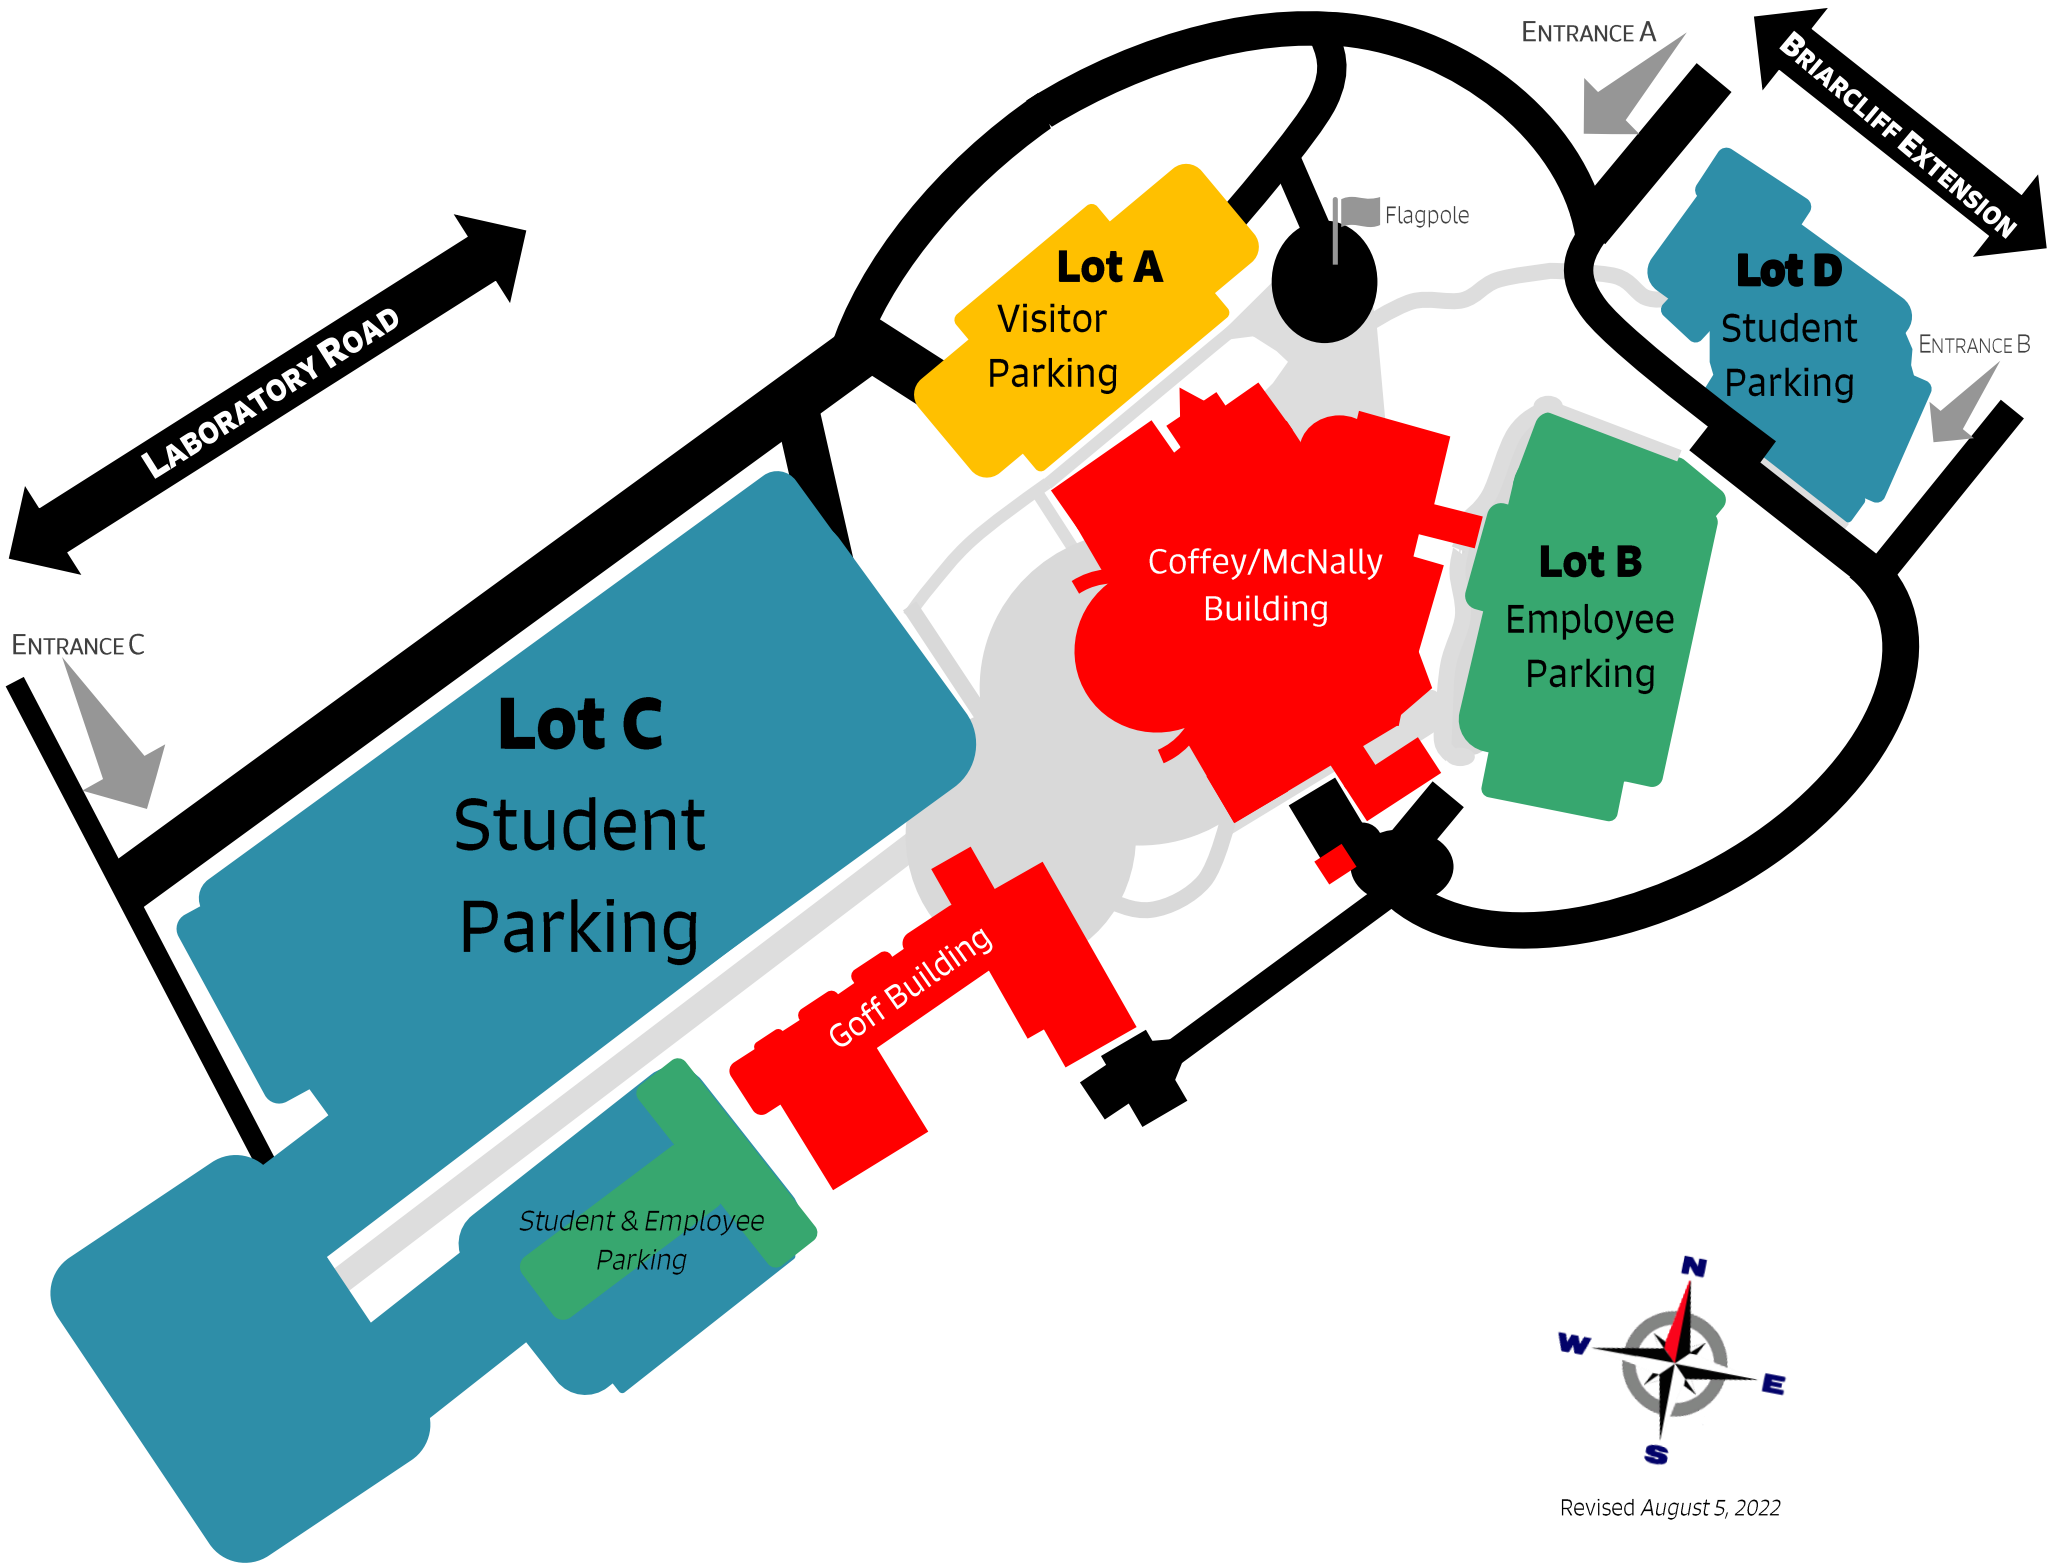 ENTRANCE A
BRIARCLIFF EXTENSION
Flagpole
Lot A
Visitor
Parking
Lot D
Student
Parking
ENTRANCE B
LABORATORY ROAD
Coffey/McNally
Building
Lot B
Employee
Parking
ENTRANCE C
Lot C
Student
Parking
Goff Building
Student & Employee
Parking
N
W
E
S
Revised August 5, 2022